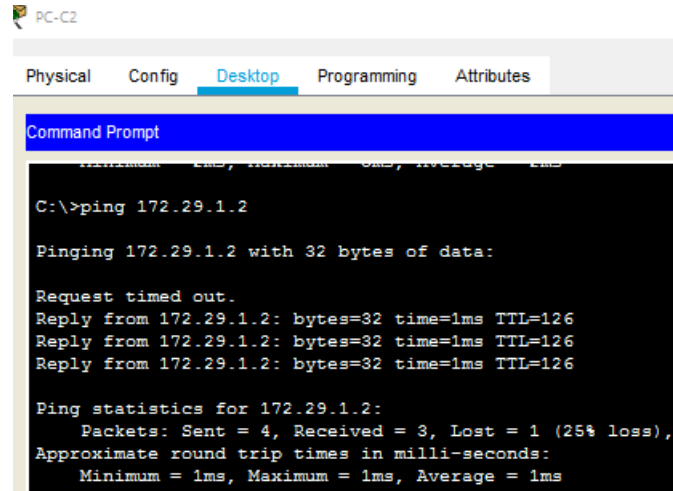 PC-C2
Physical Config Desktop Programming Attributes
Command Prompt
C:\>ping 172.29.1.2
Pinging 172.29.1.2 with 32 bytes of data:
Request timed out.
Reply from 172.29.1.2: bytes=32 time=1ms TTL=126
Reply from 172.29.1.2: bytes=32 time=1ms TTL=126
Reply from 172.29.1.2: bytes=32 time=1ms TTL=126
Ping statistics for 172.29.1.2:
Packets: Sent = 4, Received = 3, Lost = 1 (25% loss),
Approximate round trip times in milli-seconds:
Minimum = 1ms, Maximum = 1ms, Average = 1ms